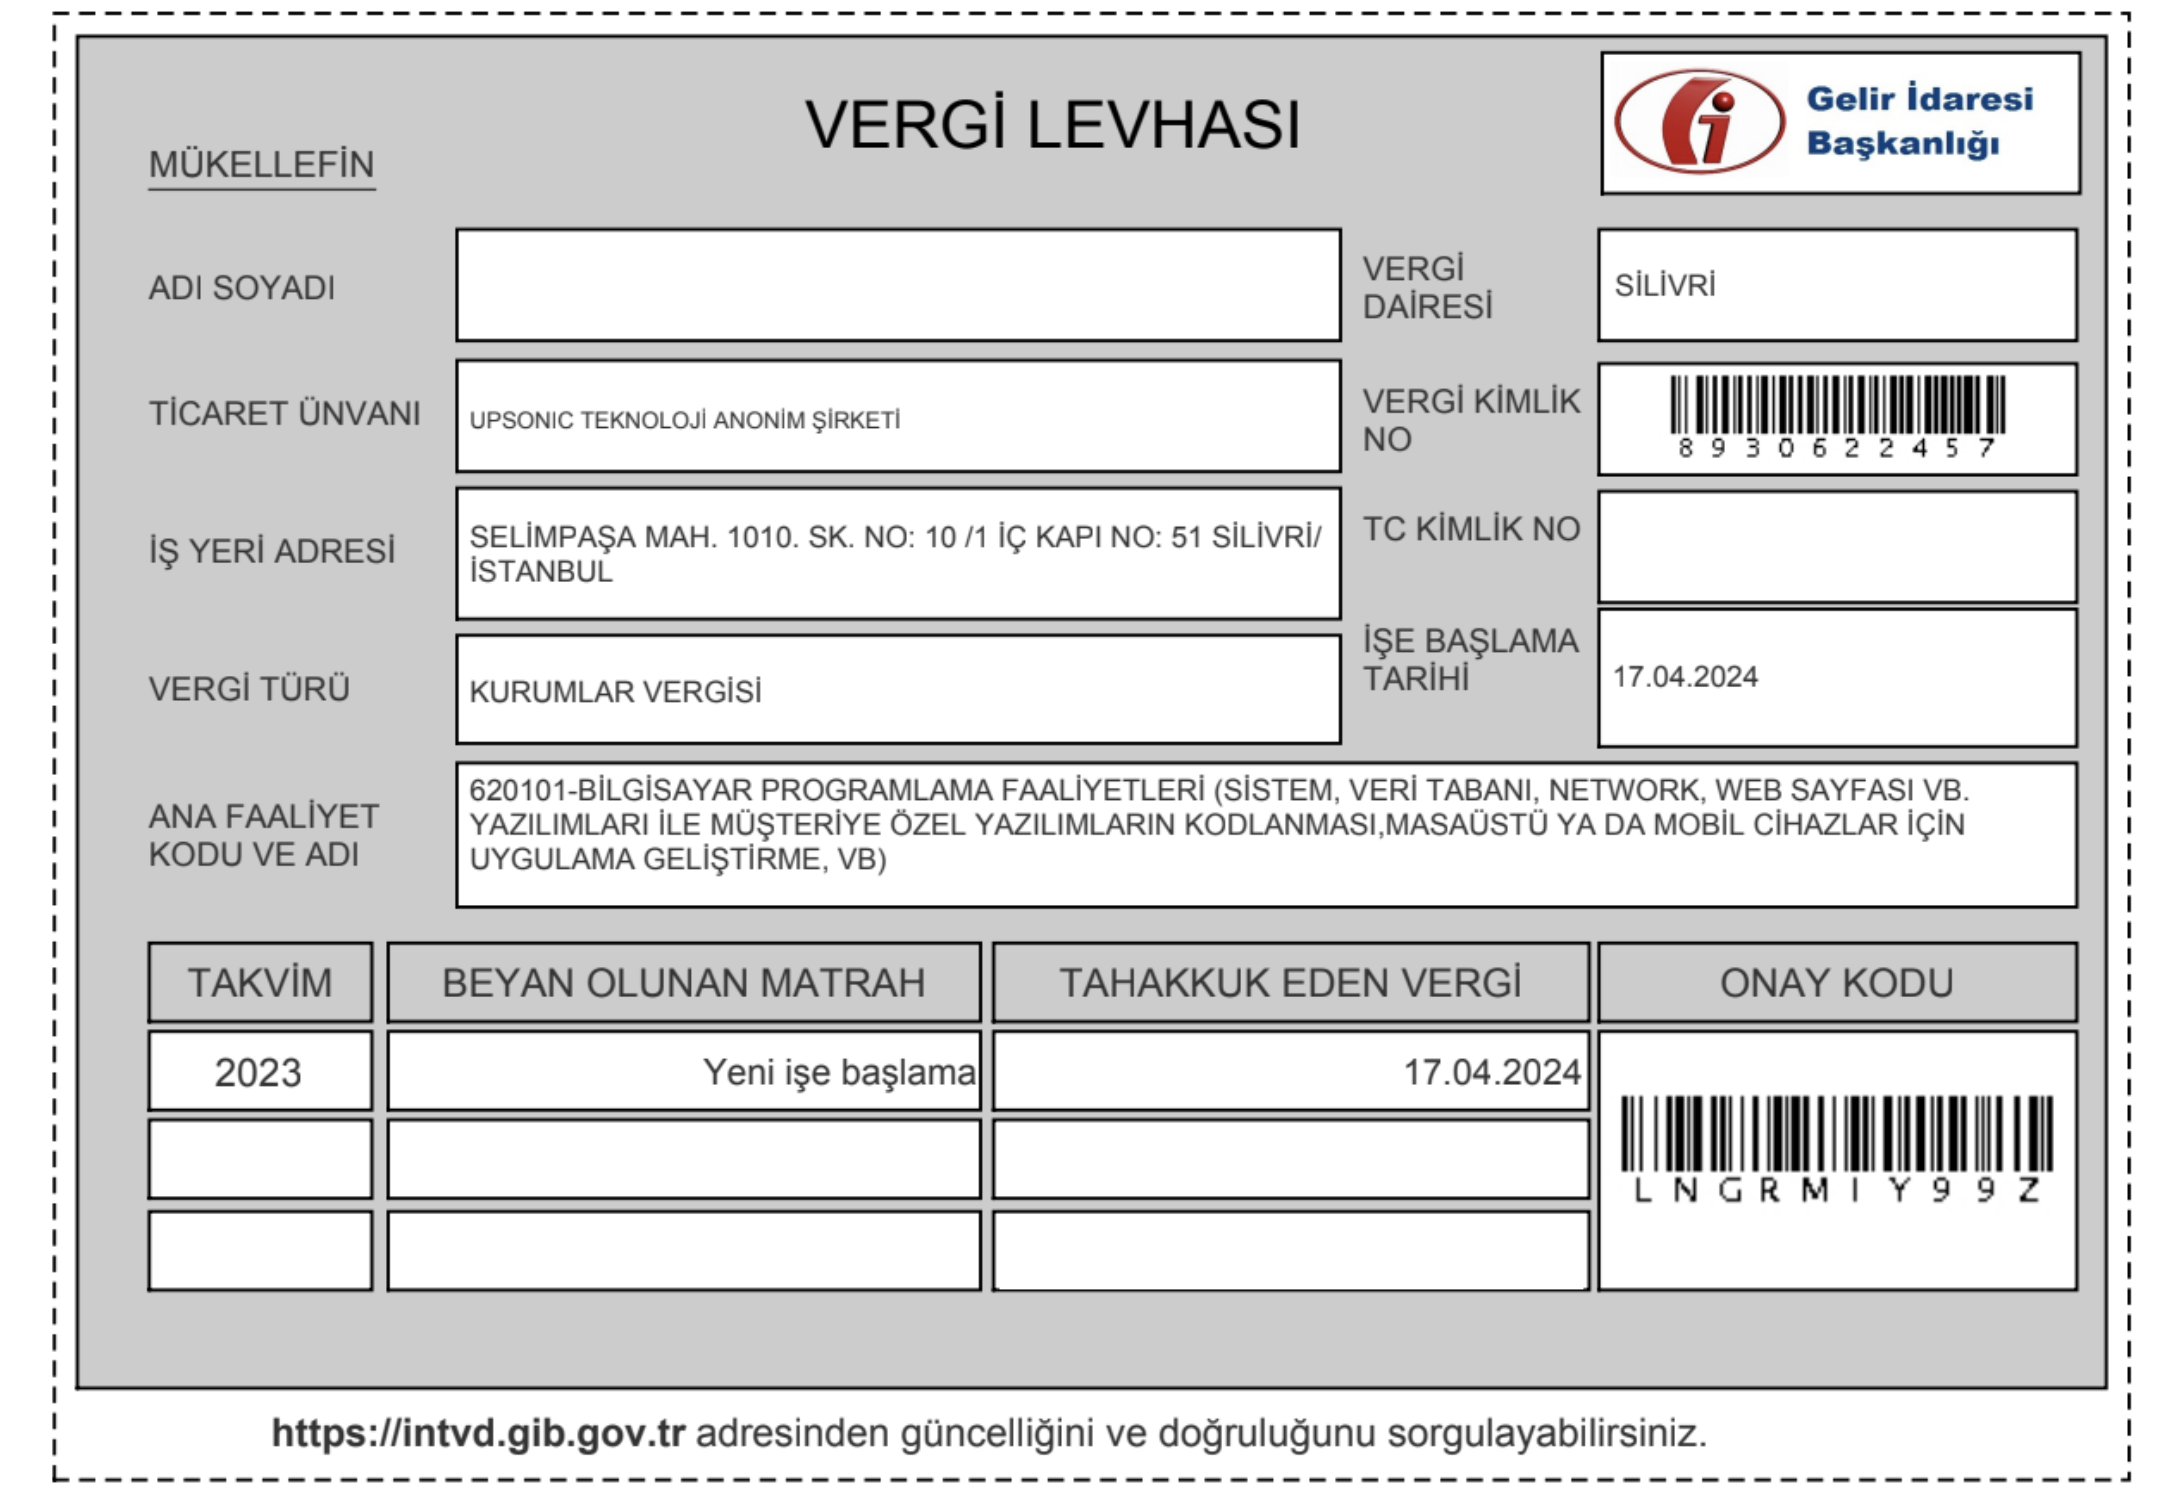 VERGİ LEVHASI
Gelir İdaresi
Başkanlığı
MÜKELLEFİN
ADI SOYADI
VERGİ
DAİRESİ
SİLİVRİ
TİCARET ÜNVANI
UPSONIC TEKNOLOJİ ANONİM ŞİRKETİ
VERGİ KİMLİK
NO
8930622457
İŞ YERİ ADRESİ
SELİMPAŞA MAH. 1010. SK. NO: 10 /1 İÇ KAPI NO: 51 SİLİVRİ/
İSTANBUL
TC KİMLİK NO
VERGİ TÜRÜ
KURUMLAR VERGİSİ
İŞE BAŞLAMA
TARİHİ
17.04.2024
ANA FAALİYET
KODU VE ADI
620101-BİLGİSAYAR PROGRAMLAMA FAALİYETLERİ (SİSTEM, VERİ TABANI, NETWORK, WEB SAYFASI VB.
YAZILIMLARI İLE MÜŞTERİYE ÖZEL YAZILIMLARIN KODLANMASI,MASAÜSTÜ YA DA MOBİL CİHAZLAR İÇİN
UYGULAMA GELİŞTİRME, VB)
TAKVİM
BEYAN OLUNAN MATRAH
TAHAKKUK EDEN VERGİ
ONAY KODU
2023
Yeni işe başlama
17.04.2024
LNGRMIY99Z
https://intvd.gib.gov.tr adresinden güncelliğini ve doğruluğunu sorgulayabilirsiniz.